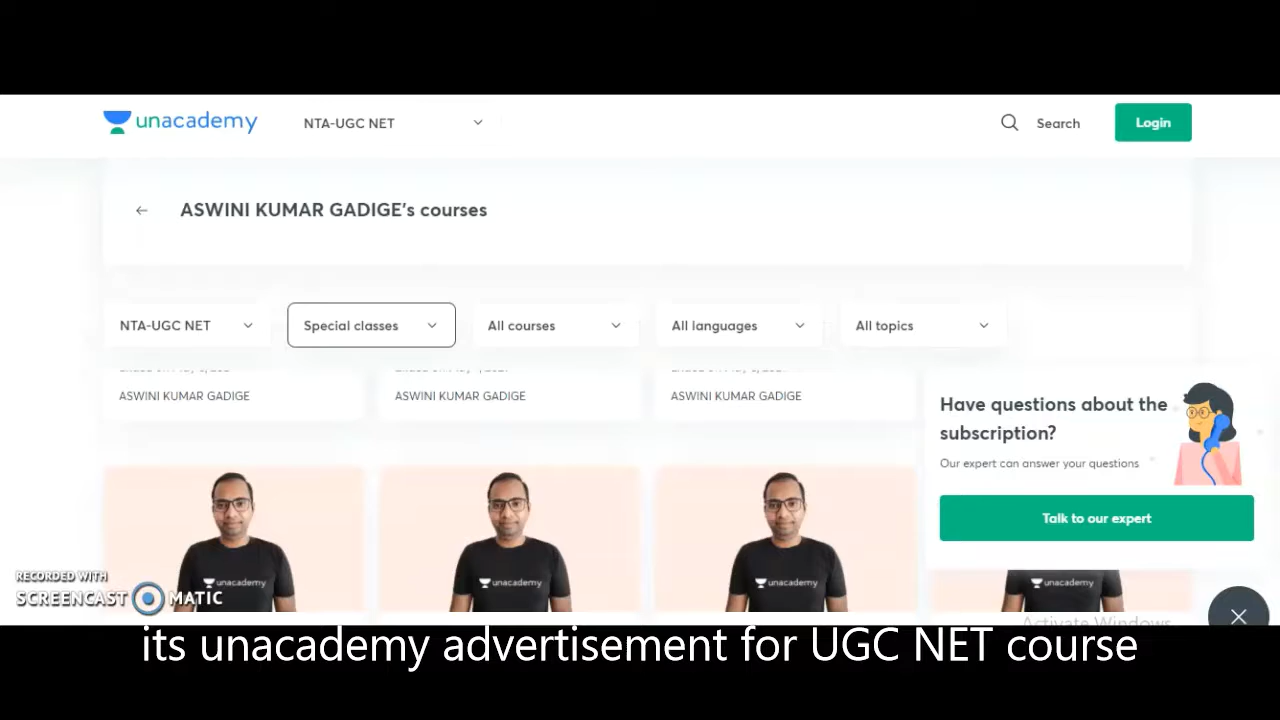 unacademy
NTA-UGC NET
Search
Login
ASWINI KUMAR GADIGE's courses
NTA-UGC NET
Special classes
All courses
All languages
All topics
ASWINI KUMAR GADIGE
ASWINI KUMAR GADIGE
ASWINI KUMAR GADIGE
Have questions about the
subscription?
Our expert can answer your questions
Talk to our expert
unacademy
unacademy
unacademy
unacademy
RECORDED WITH
SCREENCAST MATIC
Activate Windows
its unacademy advertisement for UGC NET course